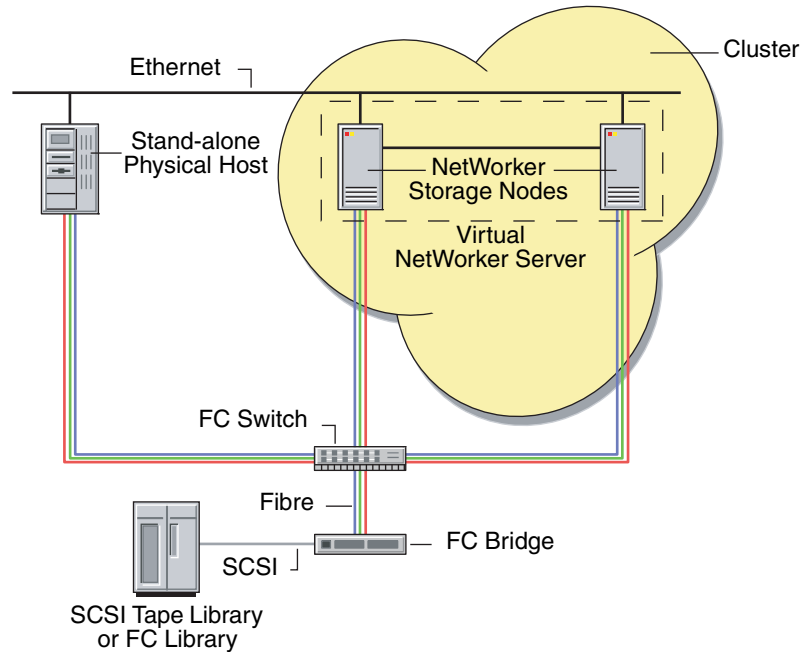 Cluster
Ethernet
Stand-alone
Physical Host
NetWorker
Storage Nodes
Virtual
NetWorker Server
FC Switch
Fibre
FC Bridge
SCSI
SCSI Tape Library
or FC Library